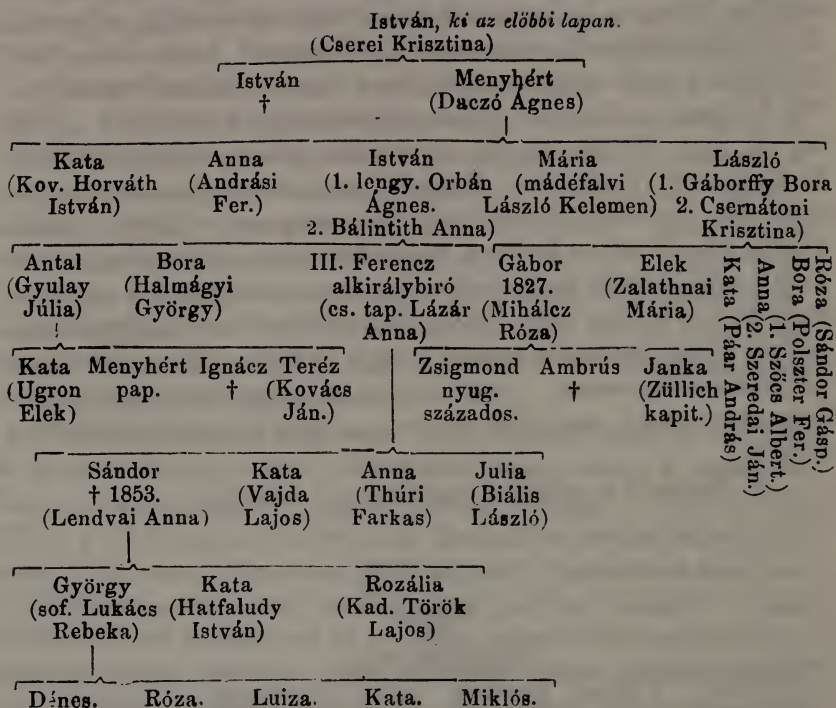 István, ki az előbbi lapan.
(Cserei Krisztina)
István Menyhért
† (Daczó Ágnes)
Kata Anna István Mária László
(Kov. Horváth (Andrási (1. lengy. Orbán (mádéfalvi (1. Gáborffy Bora
István) Fer.) Ágnes. László Kelemen) 2. Csernátoni
2. Bálintith Anna) Krisztina)
Antal Bora III. Ferencz Gàbor Elek
(Gyulay (Halmágyi alkirálybiró 1827. (Zalathnai
Júlia) György) (cs. tap. Lázár (Mihálcz Mária)
Anna) Róza)
Róza (Sándor Gásp.)
Bora (Polszter Fer.)
Anna (1. Szőcs Albert.)
2. Szeredai Ján.)
Kata (Páar András)
Kata Menyhért Ignácz Teréz Zsigmond Ambrús Janka
(Ugron pap. † (Kovács nyug. † (Züllich
Elek) Ján.) százados. kapit.)
Sándor Kata Anna Julia
† 1853. (Vajda (Thúri (Biális
(Lendvai Anna) Lajos) Farkas) László)
György Kata Rozália
(sof. Lukács (Hatfaludy (Kad. Török
Rebeka) István) Lajos)
Dénes. Róza. Luiza. Kata. Miklós.